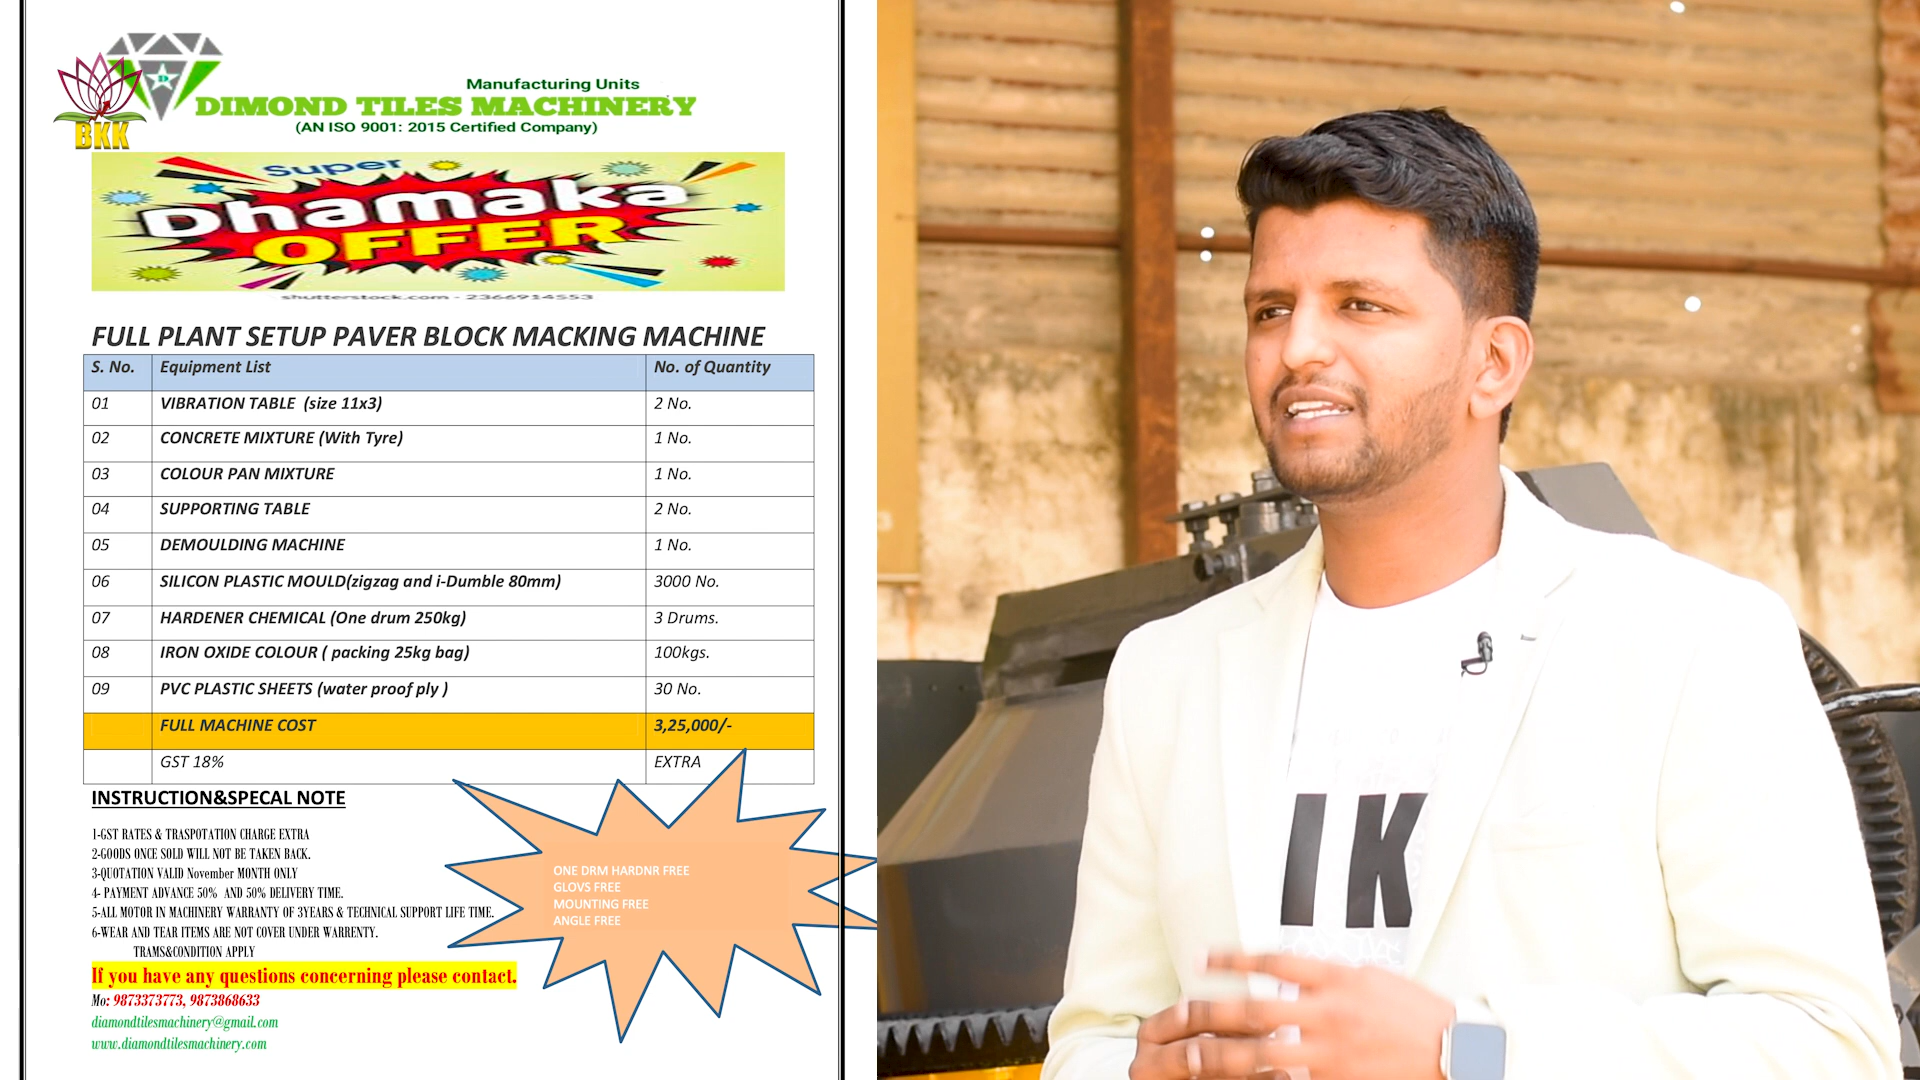 Manufacturing Units
DIMOND TILES MACHINERY
(AN ISO 9001: 2015 Certified Company)
D
BKK
Super
Dhamaka
OFFER
shutterstock.com - 2366914553
FULL PLANT SETUP PAVER BLOCK MACKING MACHINE
S. No. Equipment List No. of Quantity
01 VIBRATION TABLE (size 11x3) 2 No.
02 CONCRETE MIXTURE (With Tyre) 1 No.
03 COLOUR PAN MIXTURE 1 No.
04 SUPPORTING TABLE 2 No.
05 DEMOULDING MACHINE 1 No.
06 SILICON PLASTIC MOULD(zigzag and i-Dumble 80mm) 3000 No.
07 HARDENER CHEMICAL (One drum 250kg) 3 Drums.
08 IRON OXIDE COLOUR ( packing 25kg bag) 100kgs.
09 PVC PLASTIC SHEETS (water proof ply ) 30 No.
FULL MACHINE COST 3,25,000/-
GST 18% EXTRA
INSTRUCTION&SPECAL NOTE
1-GST RATES & TRASPOTATION CHARGE EXTRA
2-GOODS ONCE SOLD WILL NOT BE TAKEN BACK.
3-QUOTATION VALID November MONTH ONLY
4- PAYMENT ADVANCE 50% AND 50% DELIVERY TIME.
5-ALL MOTOR IN MACHINERY WARRANTY OF 3YEARS & TECHNICAL SUPPORT LIFE TIME.
6-WEAR AND TEAR ITEMS ARE NOT COVER UNDER WARRENTY.
TRAMS&CONDITION APPLY
If you have any questions concerning please contact.
Mo: 9873373773, 9873868633
diamondtilesmachinery@gmail.com
www.diamondtilesmachinery.com
ONE DRM HARDNR FREE
GLOVS FREE
MOUNTING FREE
ANGLE FREE
IK